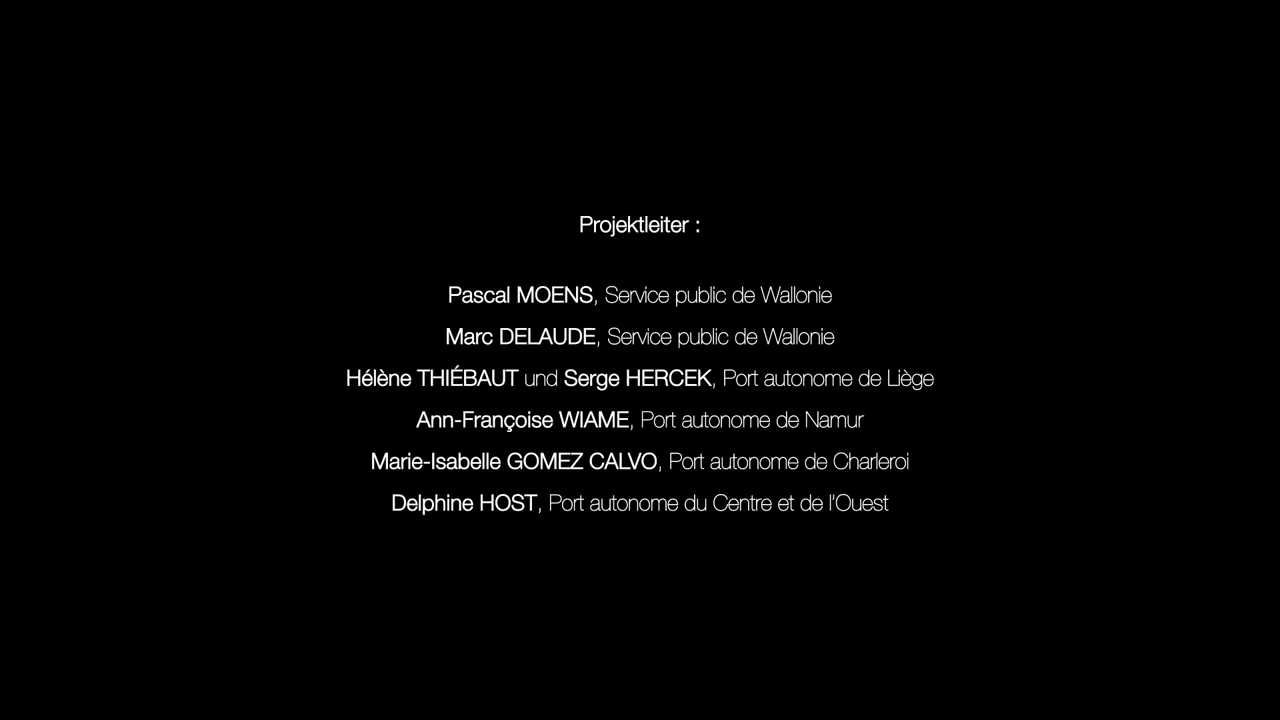 Projektleiter :
Pascal MOENS, Service public de Wallonie
Marc DELAUDE, Service public de Wallonie
Hélène THIÉBAUT und Serge HERCEK, Port autonome de Liège
Ann-Françoise WIAME, Port autonome de Namur
Marie-Isabelle GOMEZ CALVO, Port autonome de Charleroi
Delphine HOST, Port autonome du Centre et de l'Ouest